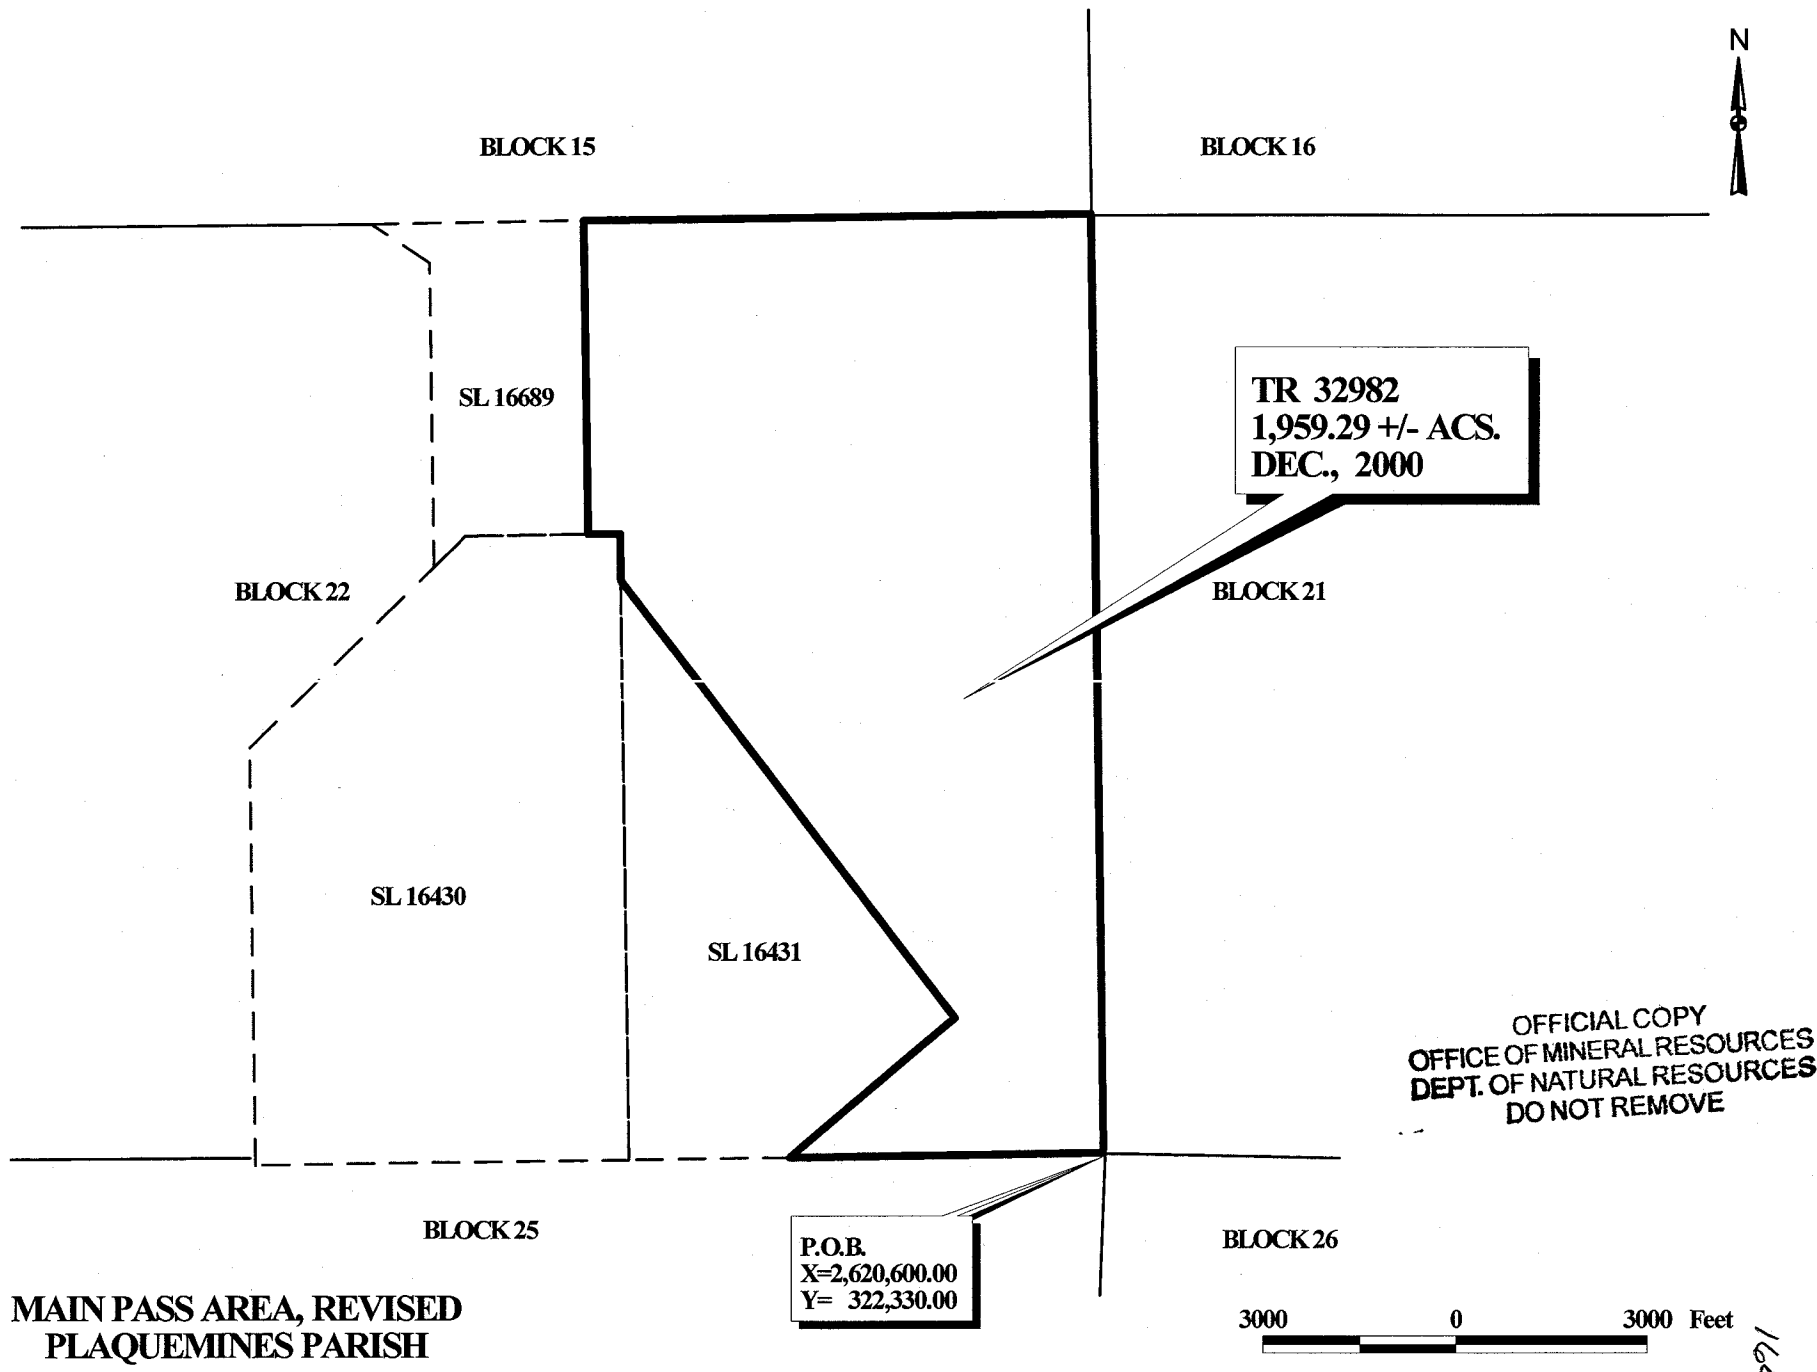 N
BLOCK 15
BLOCK 16
SL 16689
TR 32982
1,959.29 +/- ACS.
DEC., 2000
BLOCK 22
BLOCK 21
SL 16430
SL 16431
OFFICIAL COPY
OFFICE OF MINERAL RESOURCES
DEPT. OF NATURAL RESOURCES
DO NOT REMOVE
BLOCK 25
P.O.B.
X=2,620,600.00
Y= 322,330.00
BLOCK 26
MAIN PASS AREA, REVISED
PLAQUEMINES PARISH
3000 0 3000 Feet